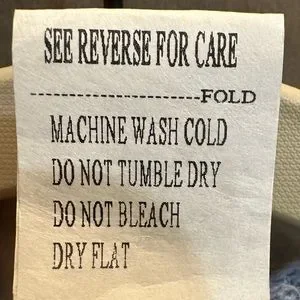 SEE REVERSE FOR CARE
------------------------FOLD
MACHINE WASH COLD
DO NOT TUMBLE DRY
DO NOT BLEACH
DRY FLAT